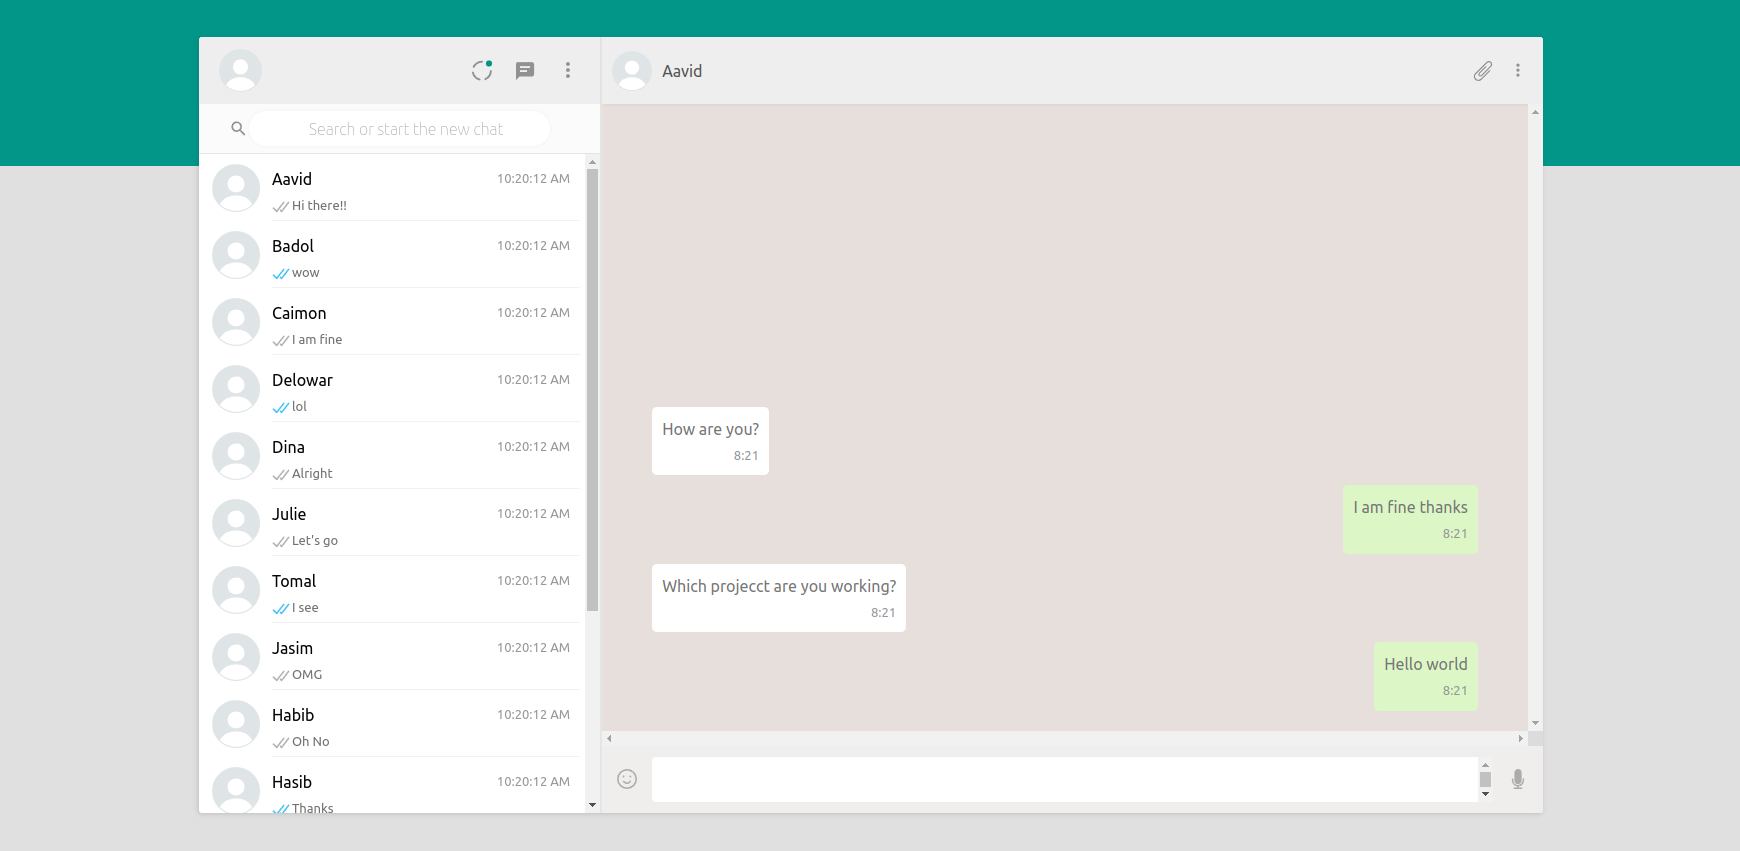 Aavid
Search or start the new chat
Aavid 10:20:12 AM
Hi there!!
Badol 10:20:12 AM
wow
Caimon 10:20:12 AM
I am fine
Delowar 10:20:12 AM
lol
Dina 10:20:12 AM
Alright
Julie 10:20:12 AM
Let's go
Tomal 10:20:12 AM
I see
Jasim 10:20:12 AM
OMG
Habib 10:20:12 AM
Oh No
Hasib 10:20:12 AM
Thanks
How are you?
8:21
I am fine thanks
8:21
Which projecct are you working?
8:21
Hello world
8:21